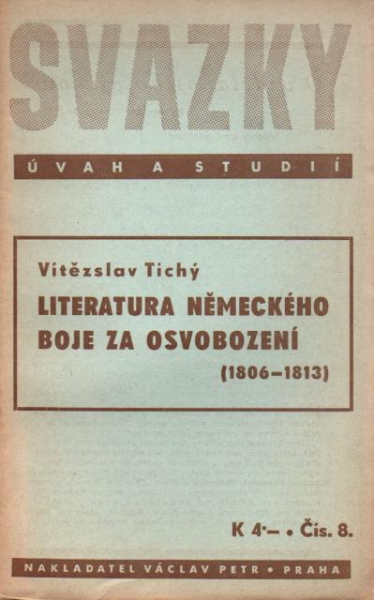 SVAZKY
ÚVAH A STUDIÍ
Vítězslav Tichý
LITERATURA NĚMECKÉHO
BOJE ZA OSVOBOZENÍ
(1806–1813)
K 4·– • Čís. 8.
NAKLADATEL VÁCLAV PETR • PRAHA